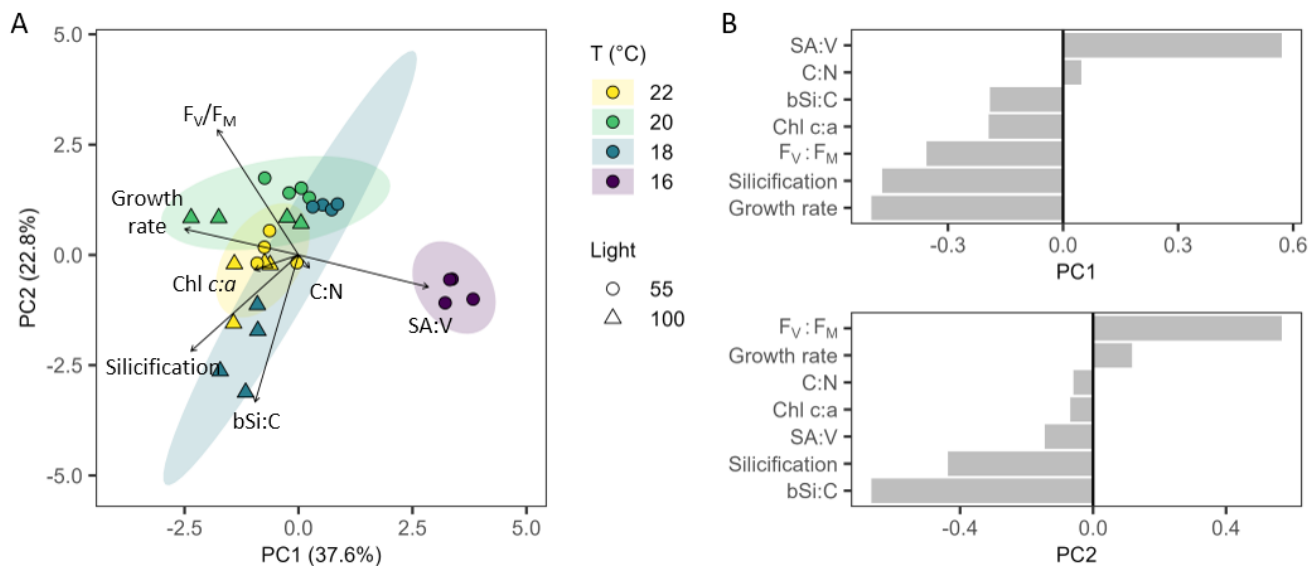 A
5.0
2.5
0.0
-2.5
-5.0
PC2 (22.8%)
-2.5
0.0
2.5
5.0
PC1 (37.6%)
FV/FM
Growth
rate
Chl c:a
C:N
SA:V
Silicification
bSi:C
T (°C)
22
20
18
16
Light
55
100
B
SA:V
C:N
bSi:C
Chl c:a
FV:FM
Silicification
Growth rate
-0.3
0.0
0.3
0.6
PC1
FV:FM
Growth rate
C:N
Chl c:a
SA:V
Silicification
bSi:C
-0.4
0.0
0.4
PC2